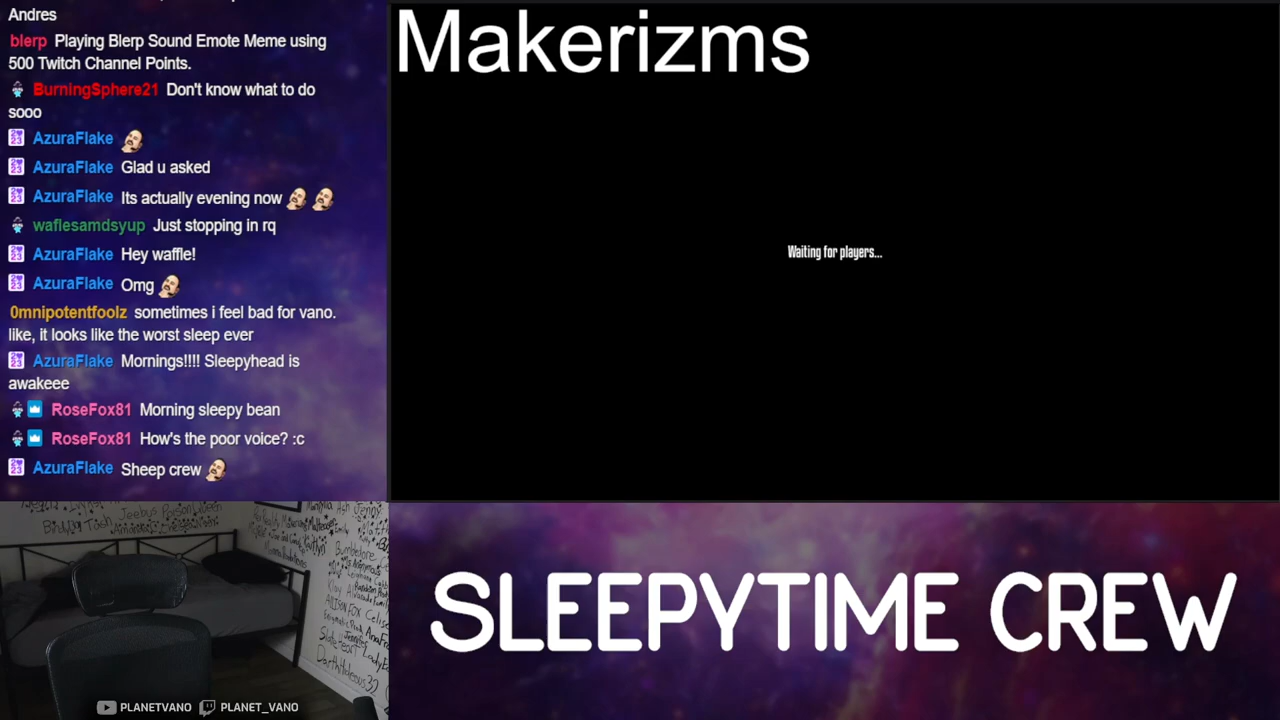 Andres
blerp Playing Blerp Sound Emote Meme using
500 Twitch Channel Points.
BurningSphere21 Don't know what to do
sooo
AzuraFlake
AzuraFlake Glad u asked
AzuraFlake Its actually evening now
waflesamdsyup Just stopping in rq
AzuraFlake Hey waffle!
AzuraFlake Omg
0mnipotentfoolz sometimes i feel bad for vano.
like, it looks like the worst sleep ever
AzuraFlake Mornings!!!! Sleepyhead is
awakeee
RoseFox81 Morning sleepy bean
RoseFox81 How's the poor voice? :c
AzuraFlake Sheep crew
Makerizms
Waiting for players...
Jeebus Poison Queen
Bumbelore
PLANETVANO PLANET_VANO
SLEEPYTIME CREW